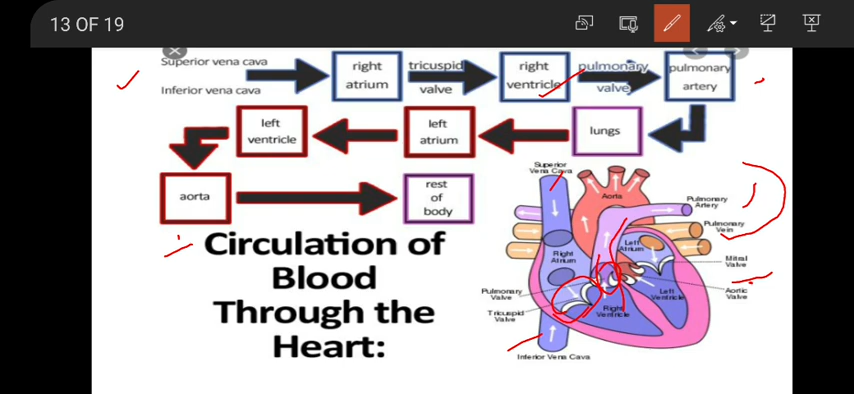 13 OF 19
Superior vena cava
Inferior vena cava
right
atrium
tricuspid
valve
right
ventricle
pulmonary
valve
pulmonary
artery
lungs
left
atrium
left
ventricle
aorta
rest
of
body
Circulation of
Blood
Through the
Heart:
Superior
Vena Cava
Aorta
Pulmonary
Artery
Pulmonary
Vein
Left
Atrium
Mitral
Valve
Right
Atrium
Aortic
Valve
Left
Ventricle
Pulmonary
Valve
Tricuspid
Valve
Right
Ventricle
Inferior Vena Cava